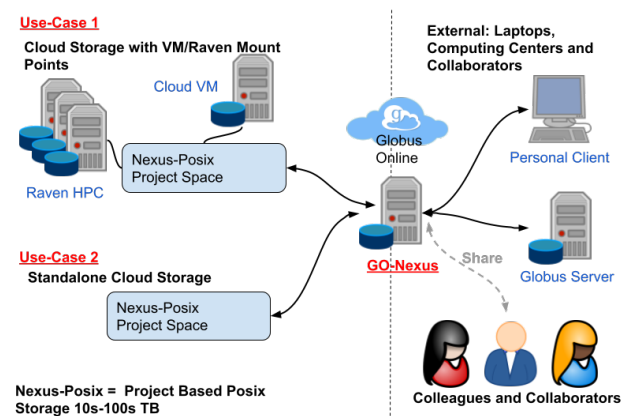 Use-Case 1
Cloud Storage with VM/Raven Mount
Points
Cloud VM
Nexus-Posix
Project Space
Raven HPC
Use-Case 2
Standalone Cloud Storage
Nexus-Posix
Project Space
Nexus-Posix = Project Based Posix
Storage 10s-100s TB
g
Globus
Online
GO-Nexus
External: Laptops,
Computing Centers and
Collaborators
Personal Client
Globus Server
Share
Colleagues and Collaborators